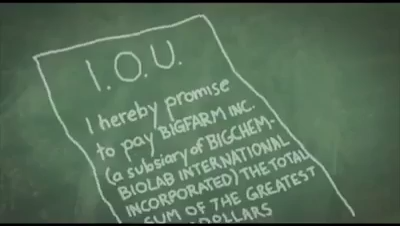 I.O.U.
I hereby promise
to pay BIGFARM INC.
(a subsiary of BIGCHEM-
BIOLAB INTERNATIONAL
INCORPORATED) THE TOTAL
SUM OF THE GREATEST
DOLLARS